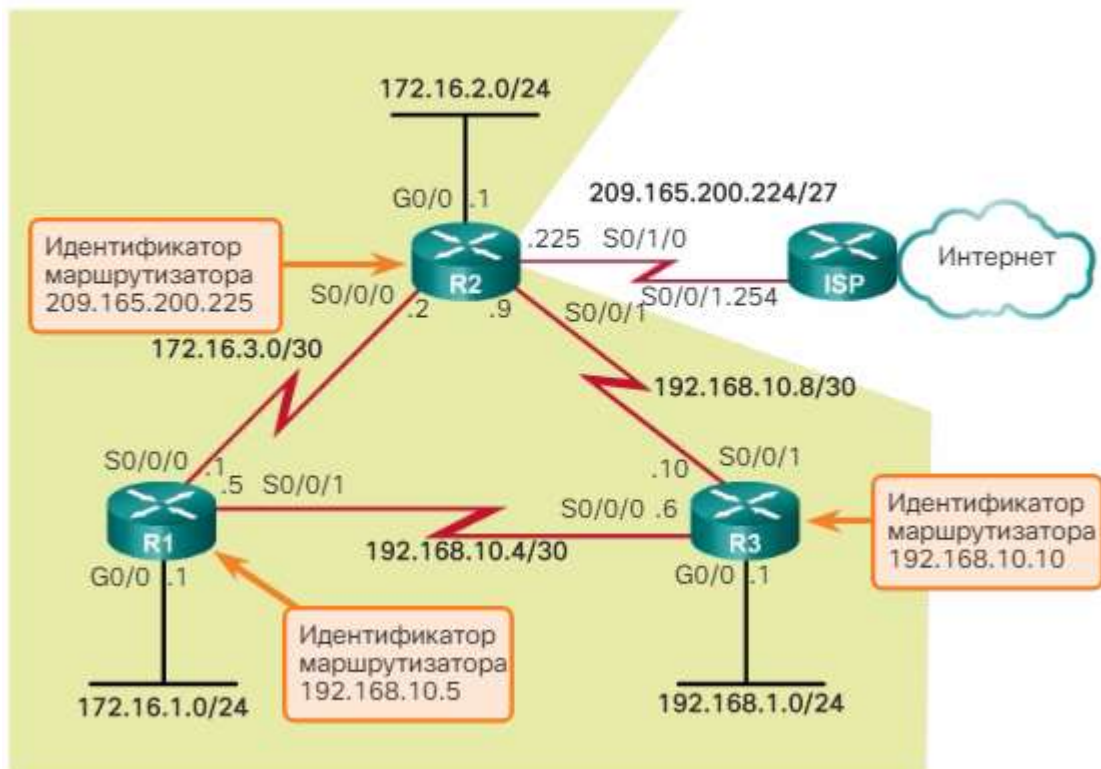 172.16.2.0/24
G0/0 .1
209.165.200.224/27
.225 S0/1/0
Интернет
Идентификатор
маршрутизатора
209.165.200.225
R2
ISP
S0/0/0
.2
.9
S0/0/1
S0/0/1.254
172.16.3.0/30
192.168.10.8/30
S0/0/0 .1
.5 S0/0/1
.10
S0/0/1
S0/0/0 .6
R1
R3
192.168.10.4/30
G0/0 .1
G0/0 .1
Идентификатор
маршрутизатора
192.168.10.10
Идентификатор
маршрутизатора
192.168.10.5
172.16.1.0/24
192.168.1.0/24